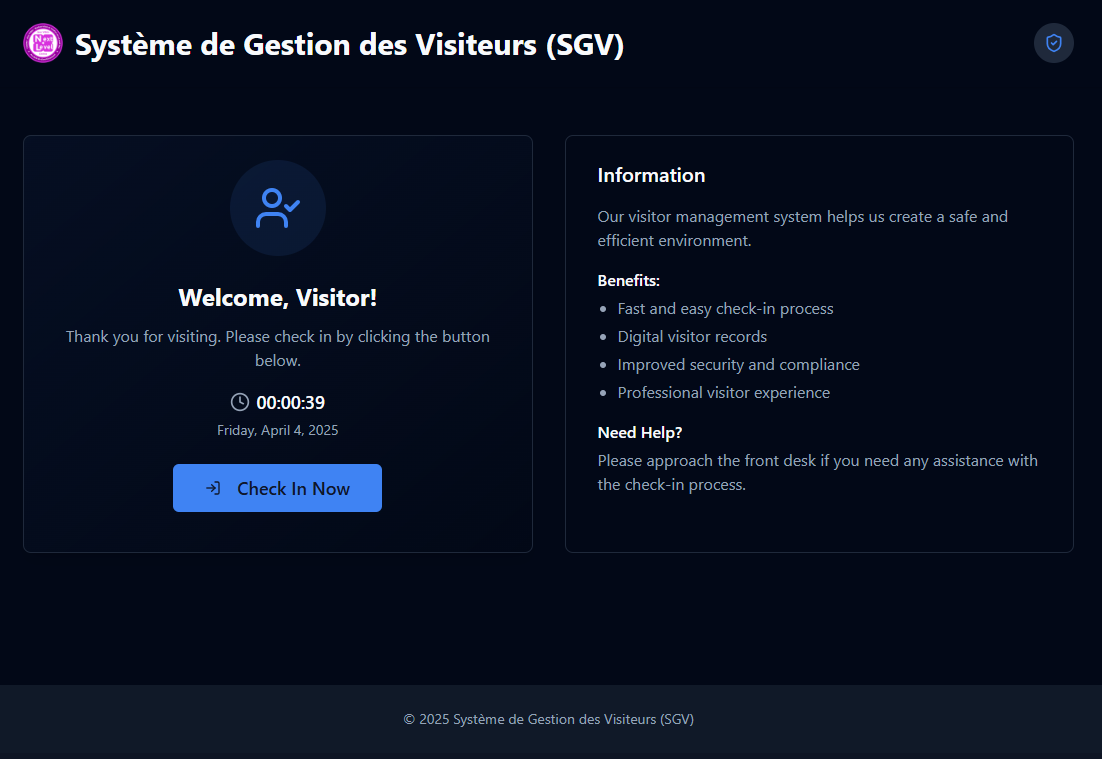 Next Level
Système de Gestion des Visiteurs (SGV)
Welcome, Visitor!
Thank you for visiting. Please check in by clicking the button
below.
00:00:39
Friday, April 4, 2025
Check In Now
Information
Our visitor management system helps us create a safe and
efficient environment.
Benefits:
Fast and easy check-in process
Digital visitor records
Improved security and compliance
Professional visitor experience
Need Help?
Please approach the front desk if you need any assistance with
the check-in process.
© 2025 Système de Gestion des Visiteurs (SGV)